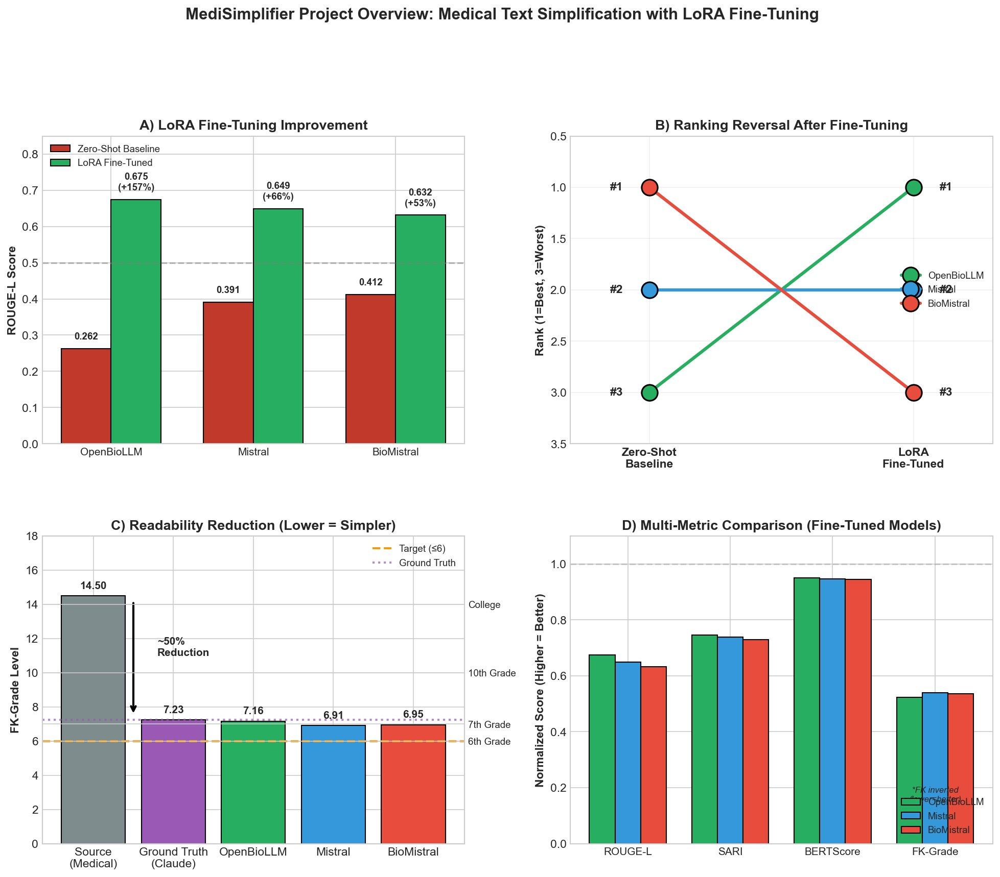 MediSimplifier Project Overview: Medical Text Simplification with LoRA Fine-Tuning
A) LoRA Fine-Tuning Improvement
ROUGE-L Score
0.8
0.7
0.6
0.5
0.4
0.3
0.2
0.1
0.0
Zero-Shot Baseline
LoRA Fine-Tuned
0.262
0.675
(+157%)
0.391
0.649
(+66%)
0.412
0.632
(+53%)
OpenBioLLM
Mistral
BioMistral
B) Ranking Reversal After Fine-Tuning
Rank (1=Best, 3=Worst)
0.5
1.0
1.5
2.0
2.5
3.0
3.5
#1
#2
#3
#1
#2
#3
OpenBioLLM
Mistral
BioMistral
Zero-Shot
Baseline
LoRA
Fine-Tuned
C) Readability Reduction (Lower = Simpler)
FK-Grade Level
18
16
14
12
10
8
6
4
2
0
Target (≤6)
Ground Truth
14.50
~50%
Reduction
7.23
7.16
6.91
6.95
College
10th Grade
7th Grade
6th Grade
Source
(Medical)
Ground Truth
(Claude)
OpenBioLLM
Mistral
BioMistral
D) Multi-Metric Comparison (Fine-Tuned Models)
Normalized Score (Higher = Better)
1.0
0.8
0.6
0.4
0.2
0.0
*FK inverted
(lower=better)
OpenBioLLM
Mistral
BioMistral
ROUGE-L
SARI
BERTScore
FK-Grade